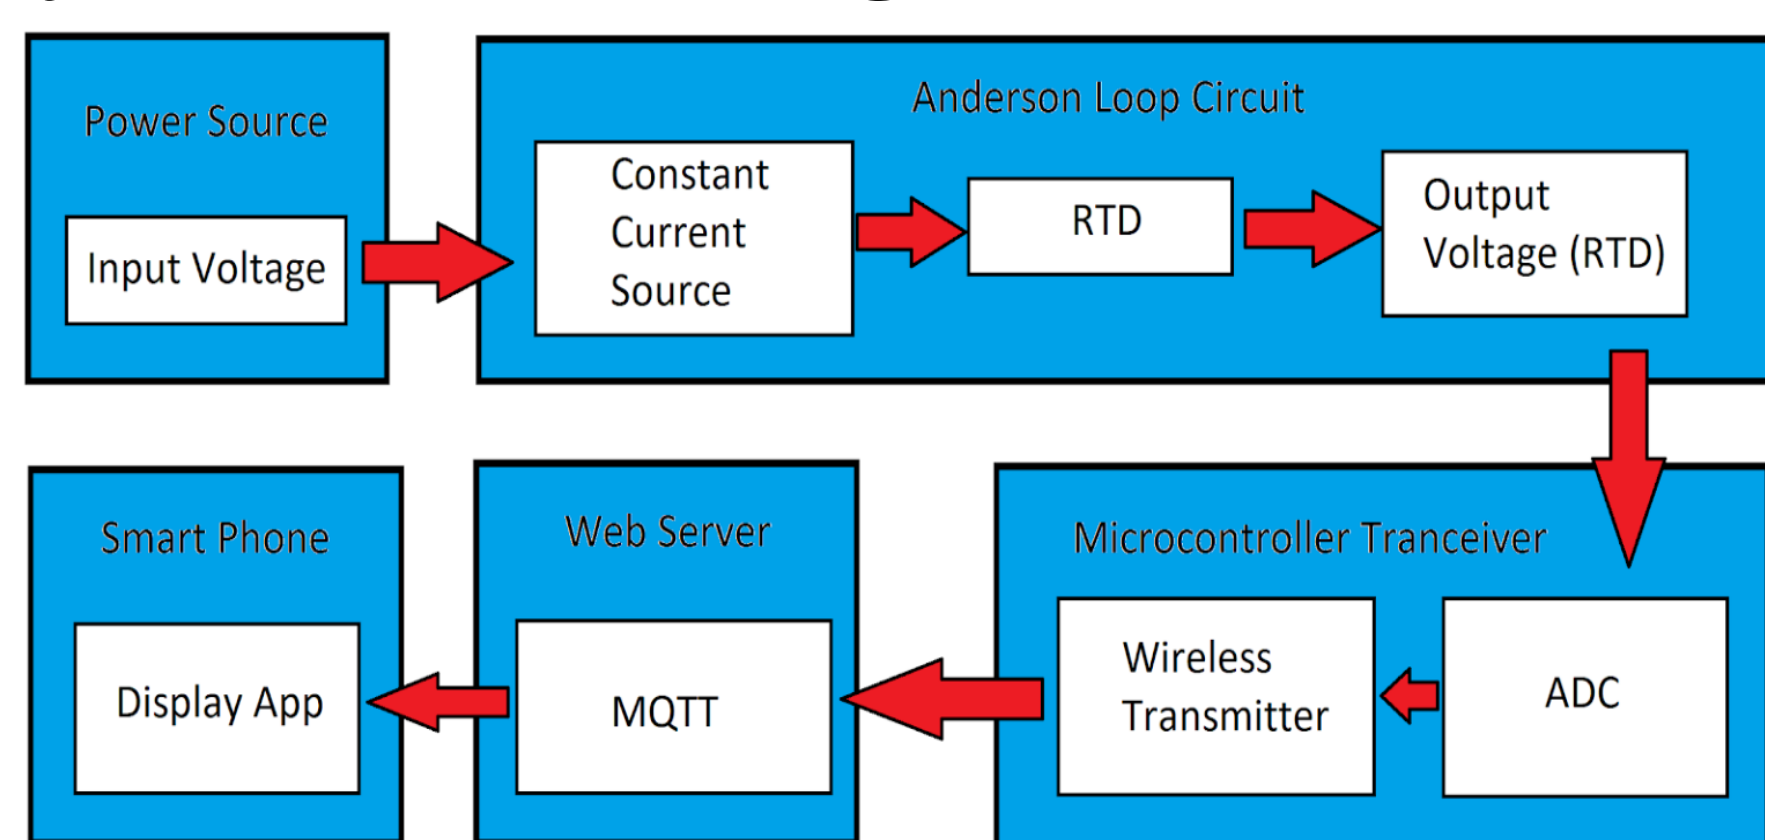 Power Source
Input Voltage
Anderson Loop Circuit
Constant
Current
Source
RTD
Output
Voltage (RTD)
Microcontroller Tranceiver
ADC
Wireless
Transmitter
Web Server
MQTT
Smart Phone
Display App